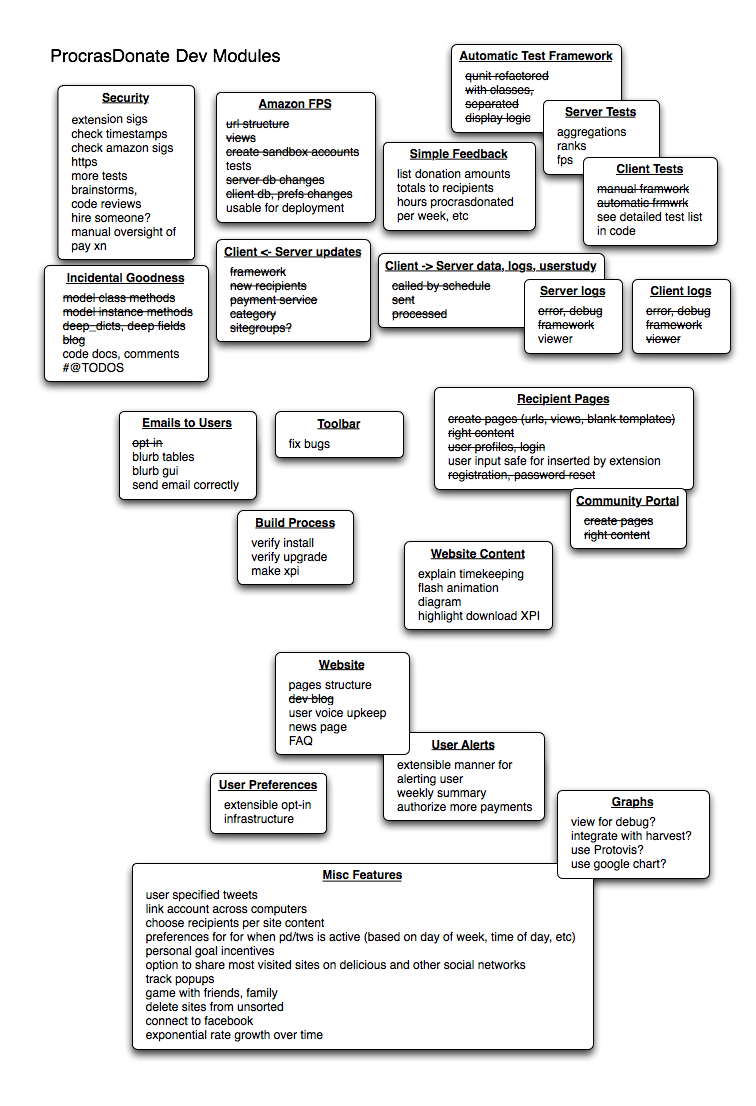 ProcrasDonate Dev Modules
Automatic Test Framework
qunit refactored
with classes,
separated
display logic
Security
extension sigs
check timestamps
check amazon sigs
https
more tests
brainstorms,
code reviews
hire someone?
manual oversight of
pay xn
Amazon FPS
url structure
views
create sandbox accounts
tests
server db changes
client db, prefs changes
usable for deployment
Server Tests
aggregations
ranks
fps
Simple Feedback
list donation amounts
totals to recipients
hours procrasdonated
per week, etc
Client Tests
manual framwork
automatic frmwrk
see detailed test list
in code
Incidental Goodness
model class methods
model instance methods
deep_dicts, deep fields
blog
code docs, comments
#@TODOS
Client <- Server updates
framework
new recipients
payment service
category
sitegroups?
Client -> Server data, logs, userstudy
called by schedule
sent
processed
Server logs
error, debug
framework
viewer
Client logs
error, debug
framework
viewer
Emails to Users
opt in
blurb tables
blurb gui
send email correctly
Toolbar
fix bugs
Recipient Pages
create pages (urls, views, blank templates)
right content
user profiles, login
user input safe for inserted by extension
registration, password reset
Community Portal
create pages
right content
Build Process
verify install
verify upgrade
make xpi
Website Content
explain timekeeping
flash animation
diagram
highlight download XPI
Website
pages structure
dev blog
user voice upkeep
news page
FAQ
User Alerts
extensible manner for
alerting user
weekly summary
authorize more payments
User Preferences
extensible opt-in
infrastructure
Graphs
view for debug?
integrate with harvest?
use Protovis?
use google chart?
Misc Features
user specified tweets
link account across computers
choose recipients per site content
preferences for for when pd/tws is active (based on day of week, time of day, etc)
personal goal incentives
option to share most visited sites on delicious and other social networks
track popups
game with friends, family
delete sites from unsorted
connect to facebook
exponential rate growth over time